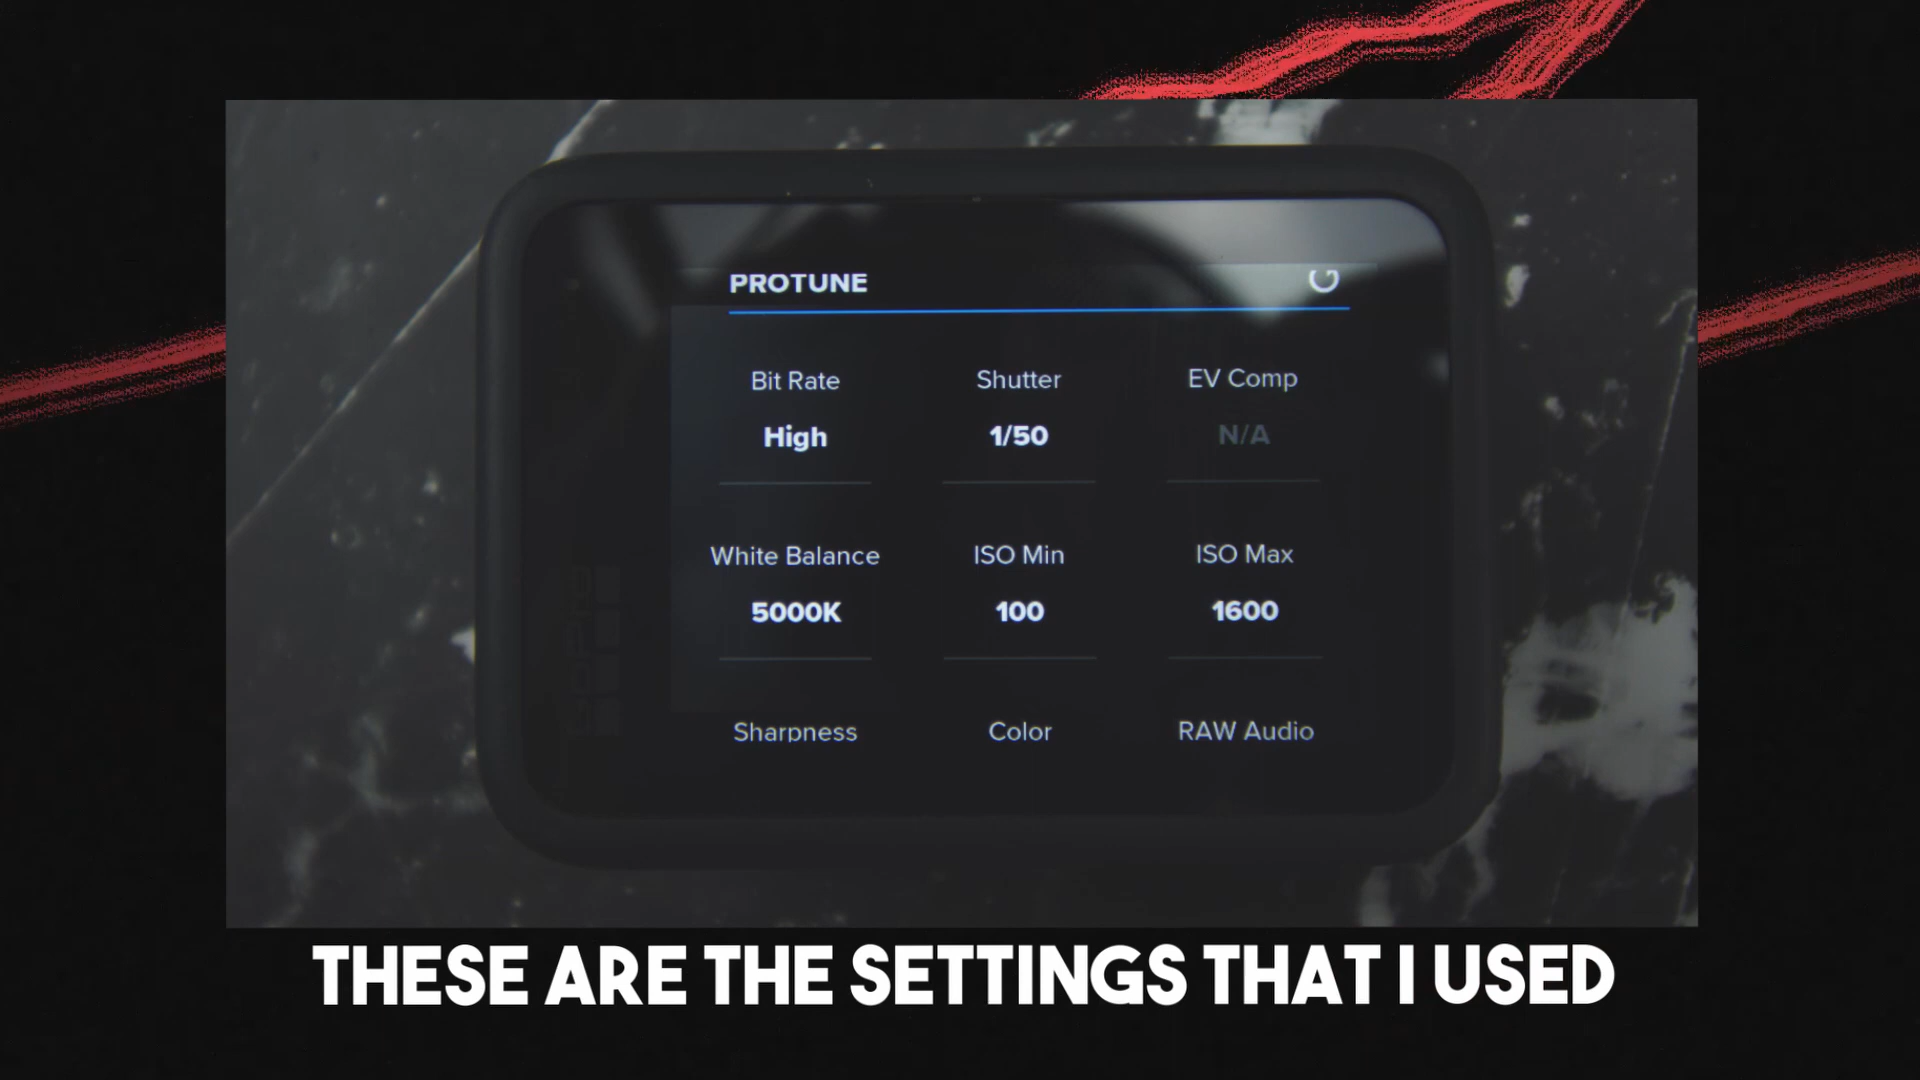 PROTUNE
Bit Rate Shutter EV Comp
High 1/50 N/A
White Balance ISO Min ISO Max
5000K 100 1600
Sharpness Color RAW Audio
THESE ARE THE SETTINGS THAT I USED